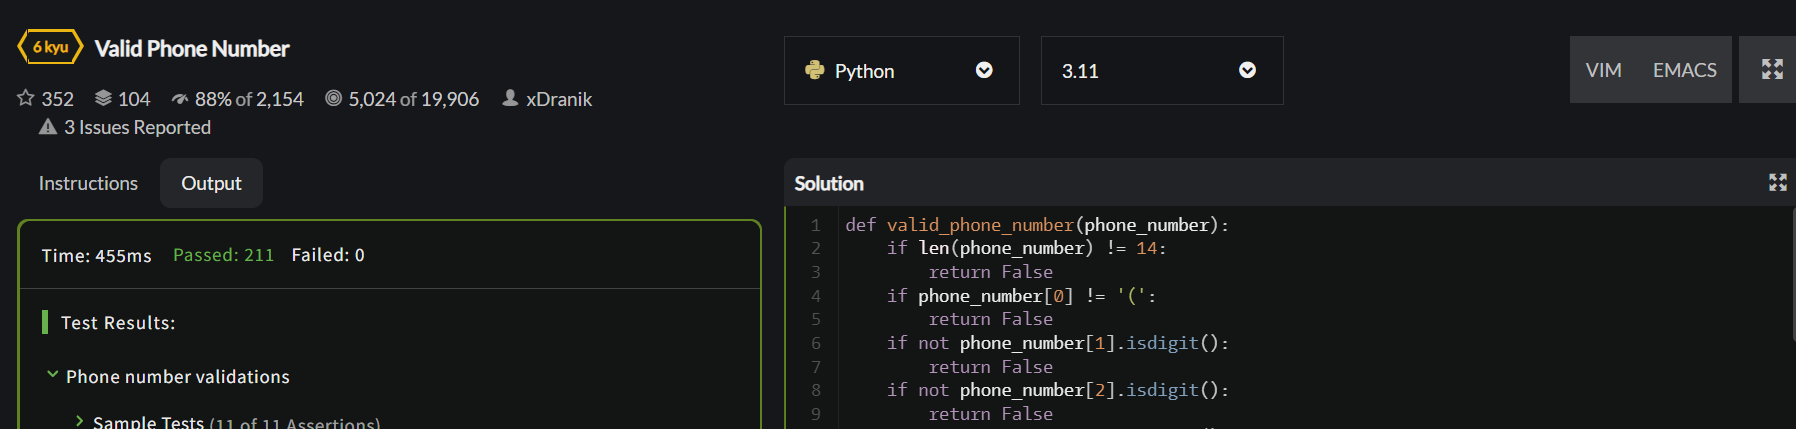 6 kyu Valid Phone Number
352 104 88% of 2,154 5,024 of 19,906 xDranik
3 Issues Reported
Instructions Output
Time: 455ms Passed: 211 Failed: 0
Test Results:
Phone number validations
Sample Tests (11 of 11 Assertions)
Python 3.11 VIM EMACS
Solution
1 def valid_phone_number(phone_number):
2 if len(phone_number) != 14:
3 return False
4 if phone_number[0] != '(':
5 return False
6 if not phone_number[1].isdigit():
7 return False
8 if not phone_number[2].isdigit():
9 return False